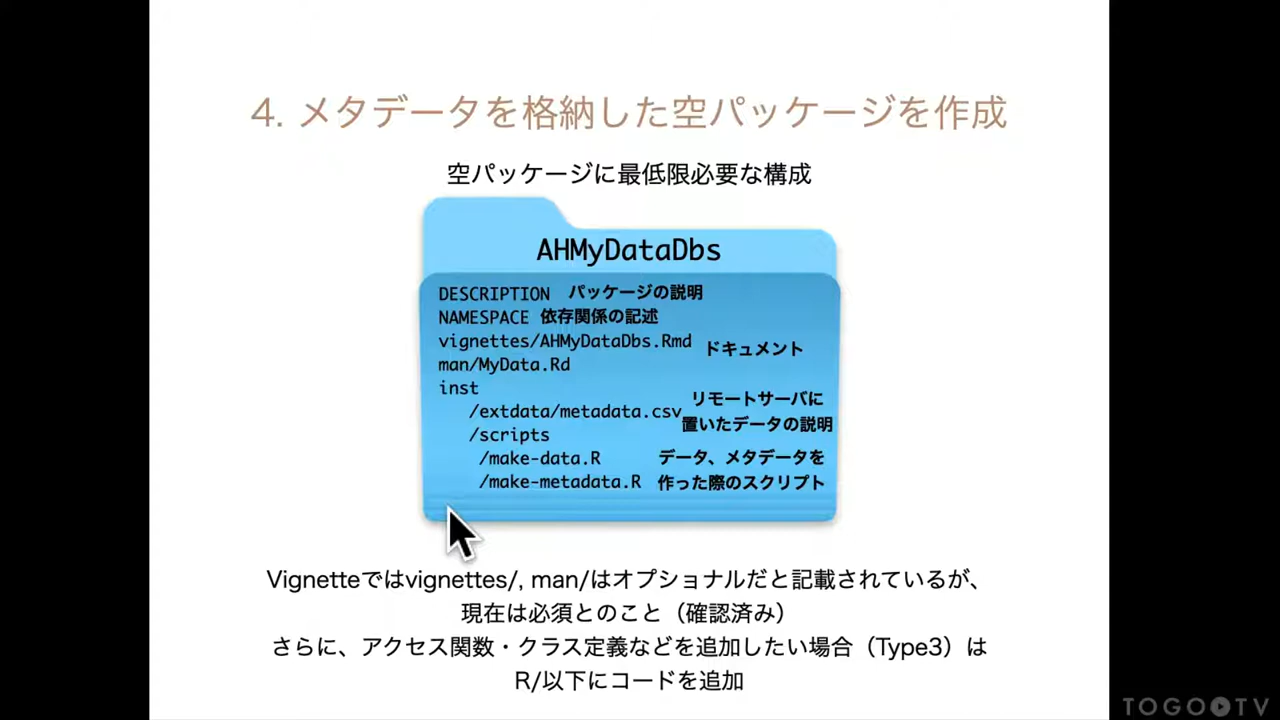 4. メタデータを格納した空パッケージを作成
空パッケージに最低限必要な構成
AHMyDataDbs
DESCRIPTION パッケージの説明
NAMESPACE 依存関係の記述
vignettes/AHMyDataDbs.Rmd
man/MyData.Rd
ドキュメント
inst
/extdata/metadata.csv
リモートサーバに
置いたデータの説明
/scripts
/make-data.R
/make-metadata.R
データ、メタデータを
作った際のスクリプト
Vignetteではvignettes/, man/はオプショナルだと記載されているが、
現在は必須とのこと（確認済み）
さらに、アクセス関数・クラス定義などを追加したい場合（Type3）は
R/以下にコードを追加
TOGOTV